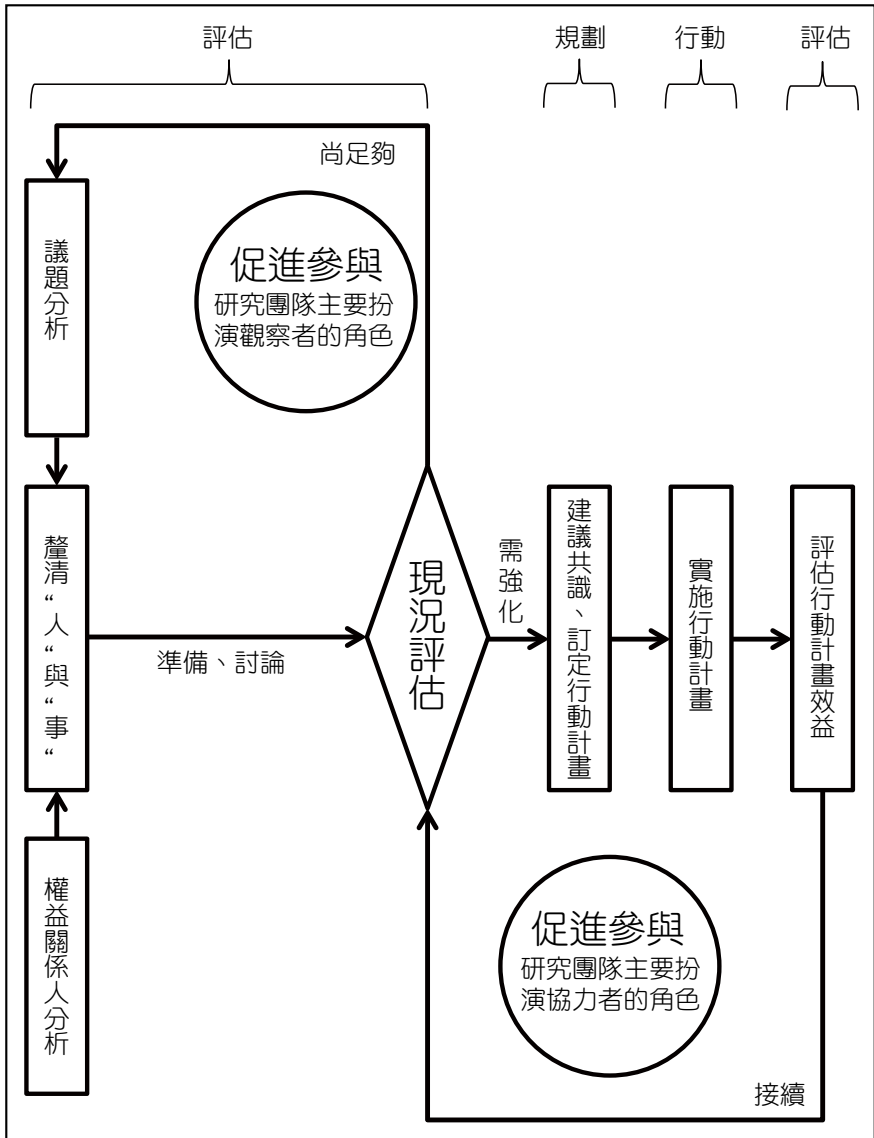 評估
規劃
行動
評估
尚足夠
促進參與
研究團隊主要扮
演觀察者的角色
議題分析
釐清“人“與“事“
權益關係人分析
準備、討論
現況評估
需強化
建議共識、訂定行動計畫
實施行動計畫
評估行動計畫效益
促進參與
研究團隊主要扮
演協力者的角色
接續